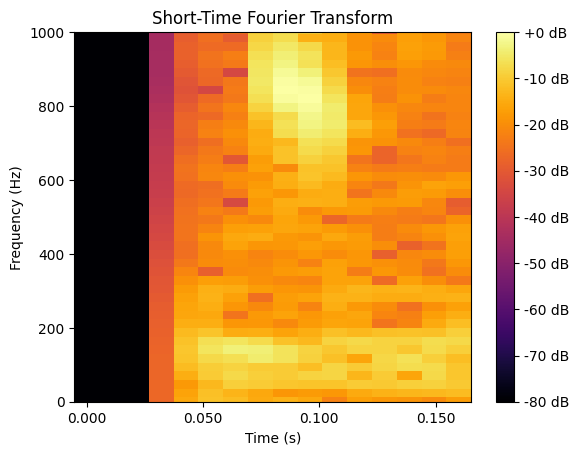 Short-Time Fourier Transform
1000
800
600
400
200
0
Frequency (Hz)
0.000
0.050
0.100
0.150
Time (s)
+0 dB
-10 dB
-20 dB
-30 dB
-40 dB
-50 dB
-60 dB
-70 dB
-80 dB